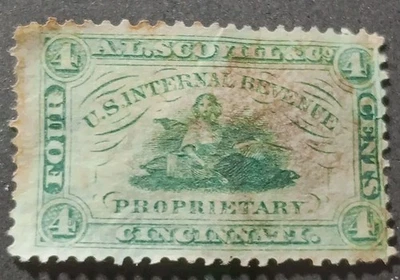 4 A.L. SCOVILL & Co 4
U.S. INTERNAL REVENUE
FOUR
CENTS
PROPRIETARY
4 CINCINNATI. 4